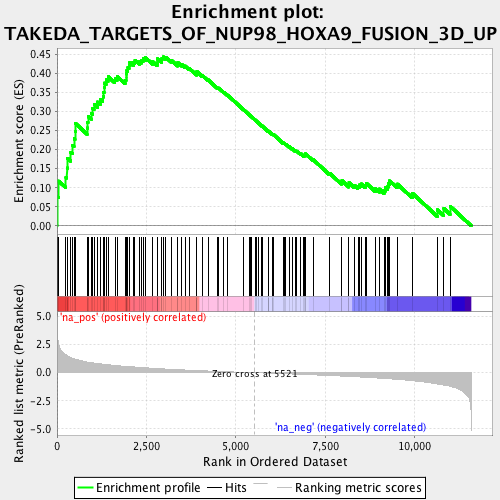 Enrichment plot:
TAKEDA_TARGETS_OF_NUP98_HOXA9_FUSION_3D_UP
Enrichment score (ES)
0.45
0.40
0.35
0.30
0.25
0.20
0.15
0.10
0.05
0.00
Ranked list metric (PreRanked)
5.0
2.5
0.0
-2.5
-5.0
'na_pos' (positively correlated)
Zero cross at 5521
'na_neg' (negatively correlated)
0
2,500
5,000
7,500
10,000
Rank in Ordered Dataset
Enrichment profile
Hits
Ranking metric scores